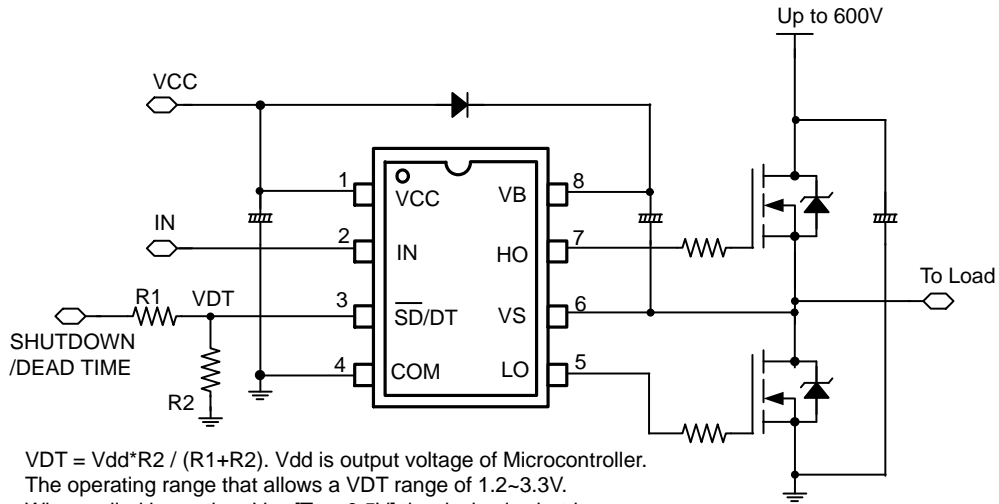 Up to 600V
VCC
1
VCC
VB
8
IN
2
IN
HO
7
R1
VDT
3
SD/DT
VS
6
To Load
SHUTDOWN
/DEAD TIME
4
COM
LO
5
R2
VDT = Vdd*R2 / (R1+R2). Vdd is output voltage of Microcontroller.
The operating range that allows a VDT range of 1.2~3.3V.